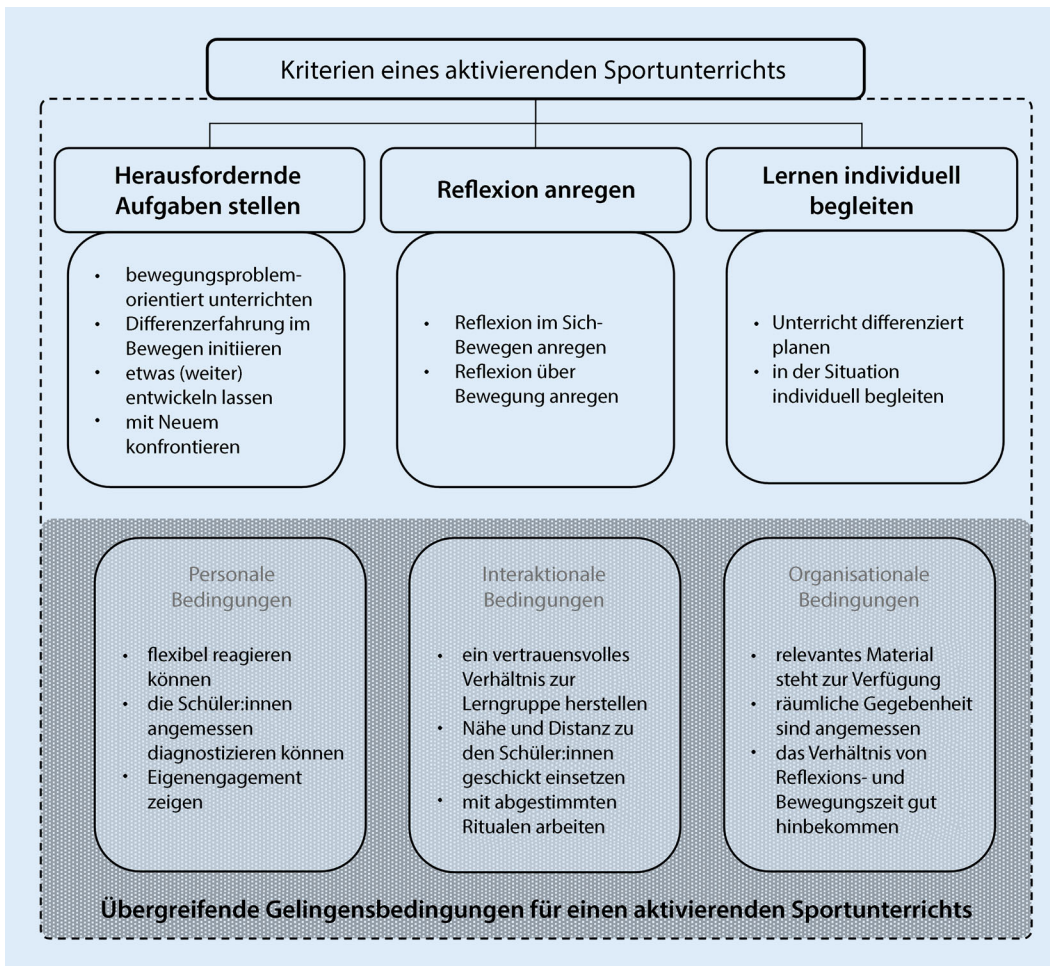 Kriterien eines aktivierenden Sportunterrichts
Herausfordernde
Aufgaben stellen
• bewegungsproblem-
orientiert unterrichten
• Differenzerfahrung im
Bewegen initiieren
• etwas (weiter)
entwickeln lassen
• mit Neuem
konfrontieren
Reflexion anregen
• Reflexion im Sich-
Bewegen anregen
• Reflexion über
Bewegung anregen
Lernen individuell
begleiten
• Unterricht differenziert
planen
• in der Situation
individuell begleiten
Personale
Bedingungen
• flexibel reagieren
können
• die Schüler:innen
angemessen
diagnostizieren können
• Eigenengagement
zeigen
Interaktionale
Bedingungen
• ein vertrauensvolles
Verhältnis zur
Lerngruppe herstellen
• Nähe und Distanz zu
den Schüler:innen
geschickt einsetzen
• mit abgestimmten
Ritualen arbeiten
Organisationale
Bedingungen
• relevantes Material
steht zur Verfügung
• räumliche Gegebenheit
sind angemessen
• das Verhältnis von
Reflexions- und
Bewegungszeit gut
hinbekommen
Übergreifende Gelingensbedingungen für einen aktivierenden Sportunterrichts